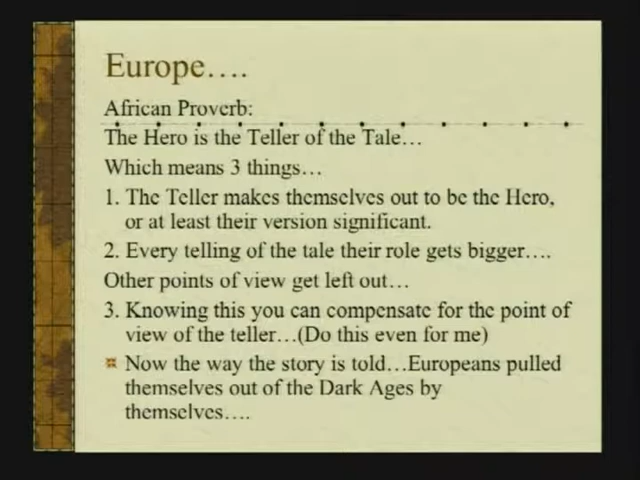 Europe….
African Proverb:
The Hero is the Teller of the Tale…
Which means 3 things…
1. The Teller makes themselves out to be the Hero,
or at least their version significant.
2. Every telling of the tale their role gets bigger….
Other points of view get left out…
3. Knowing this you can compensate for the point of
view of the teller…(Do this even for me)
Now the way the story is told…Europeans pulled
themselves out of the Dark Ages by
themselves….